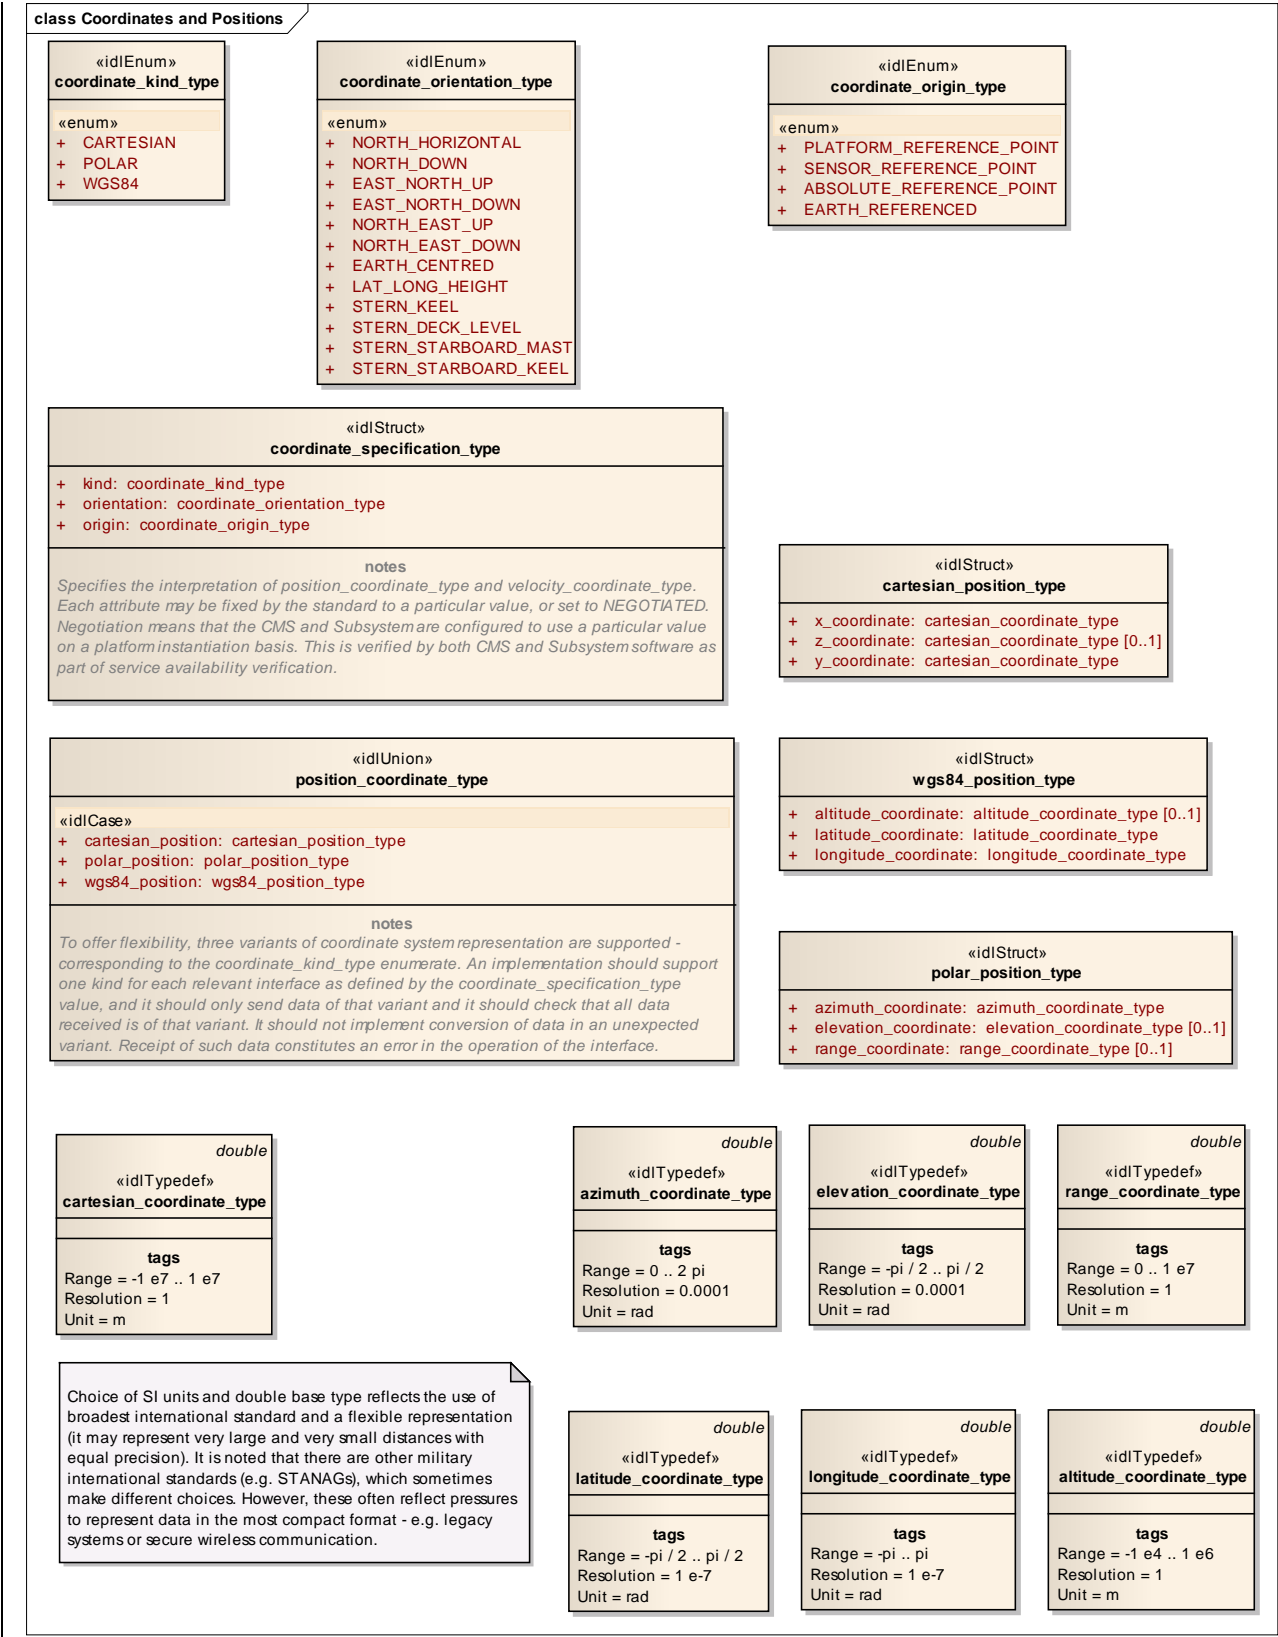 class Coordinates and Positions
«idlEnum»
coordinate_kind_type
«enum»
+ CARTESIAN
+ POLAR
+ WGS84
«idlEnum»
coordinate_orientation_type
«enum»
+ NORTH_HORIZONTAL
+ NORTH_DOWN
+ EAST_NORTH_UP
+ EAST_NORTH_DOWN
+ NORTH_EAST_UP
+ NORTH_EAST_DOWN
+ EARTH_CENTRED
+ LAT_LONG_HEIGHT
+ STERN_KEEL
+ STERN_DECK_LEVEL
+ STERN_STARBOARD_MAST
+ STERN_STARBOARD_KEEL
«idlEnum»
coordinate_origin_type
«enum»
+ PLATFORM_REFERENCE_POINT
+ SENSOR_REFERENCE_POINT
+ ABSOLUTE_REFERENCE_POINT
+ EARTH_REFERENCED
«idlStruct»
coordinate_specification_type
+ kind: coordinate_kind_type
+ orientation: coordinate_orientation_type
+ origin: coordinate_origin_type
notes
Specifies the interpretation of position_coordinate_type and velocity_coordinate_type.
Each attribute may be fixed by the standard to a particular value, or set to NEGOTIATED.
Negotiation means that the CMS and Subsystem are configured to use a particular value
on a platform instantiation basis. This is verified by both CMS and Subsystem software as
part of service availability verification.
«idlStruct»
cartesian_position_type
+ x_coordinate: cartesian_coordinate_type
+ z_coordinate: cartesian_coordinate_type [0..1]
+ y_coordinate: cartesian_coordinate_type
«idlUnion»
position_coordinate_type
«idlCase»
+ cartesian_position: cartesian_position_type
+ polar_position: polar_position_type
+ wgs84_position: wgs84_position_type
notes
To offer flexibility, three variants of coordinate system representation are supported -
corresponding to the coordinate_kind_type enumerate. An implementation should support
one kind for each relevant interface as defined by the coordinate_specification_type
value, and it should only send data of that variant and it should check that all data
received is of that variant. It should not implement conversion of data in an unexpected
variant. Receipt of such data constitutes an error in the operation of the interface.
«idlStruct»
wgs84_position_type
+ altitude_coordinate: altitude_coordinate_type [0..1]
+ latitude_coordinate: latitude_coordinate_type
+ longitude_coordinate: longitude_coordinate_type
«idlStruct»
polar_position_type
+ azimuth_coordinate: azimuth_coordinate_type
+ elevation_coordinate: elevation_coordinate_type [0..1]
+ range_coordinate: range_coordinate_type [0..1]
double
«idlTypedef»
cartesian_coordinate_type
tags
Range = -1 e7 .. 1 e7
Resolution = 1
Unit = m
double
«idlTypedef»
azimuth_coordinate_type
tags
Range = 0 .. 2 pi
Resolution = 0.0001
Unit = rad
double
«idlTypedef»
elevation_coordinate_type
tags
Range = -pi / 2 .. pi / 2
Resolution = 0.0001
Unit = rad
double
«idlTypedef»
range_coordinate_type
tags
Range = 0 .. 1 e7
Resolution = 1
Unit = m
Choice of SI units and double base type reflects the use of
broadest international standard and a flexible representation
(it may represent very large and very small distances with
equal precision). It is noted that there are other military
international standards (e.g. STANAGs), which sometimes
make different choices. However, these often reflect pressures
to represent data in the most compact format - e.g. legacy
systems or secure wireless communication.
double
«idlTypedef»
latitude_coordinate_type
tags
Range = -pi / 2 .. pi / 2
Resolution = 1 e-7
Unit = rad
double
«idlTypedef»
longitude_coordinate_type
tags
Range = -pi .. pi
Resolution = 1 e-7
Unit = rad
double
«idlTypedef»
altitude_coordinate_type
tags
Range = -1 e4 .. 1 e6
Resolution = 1
Unit = m